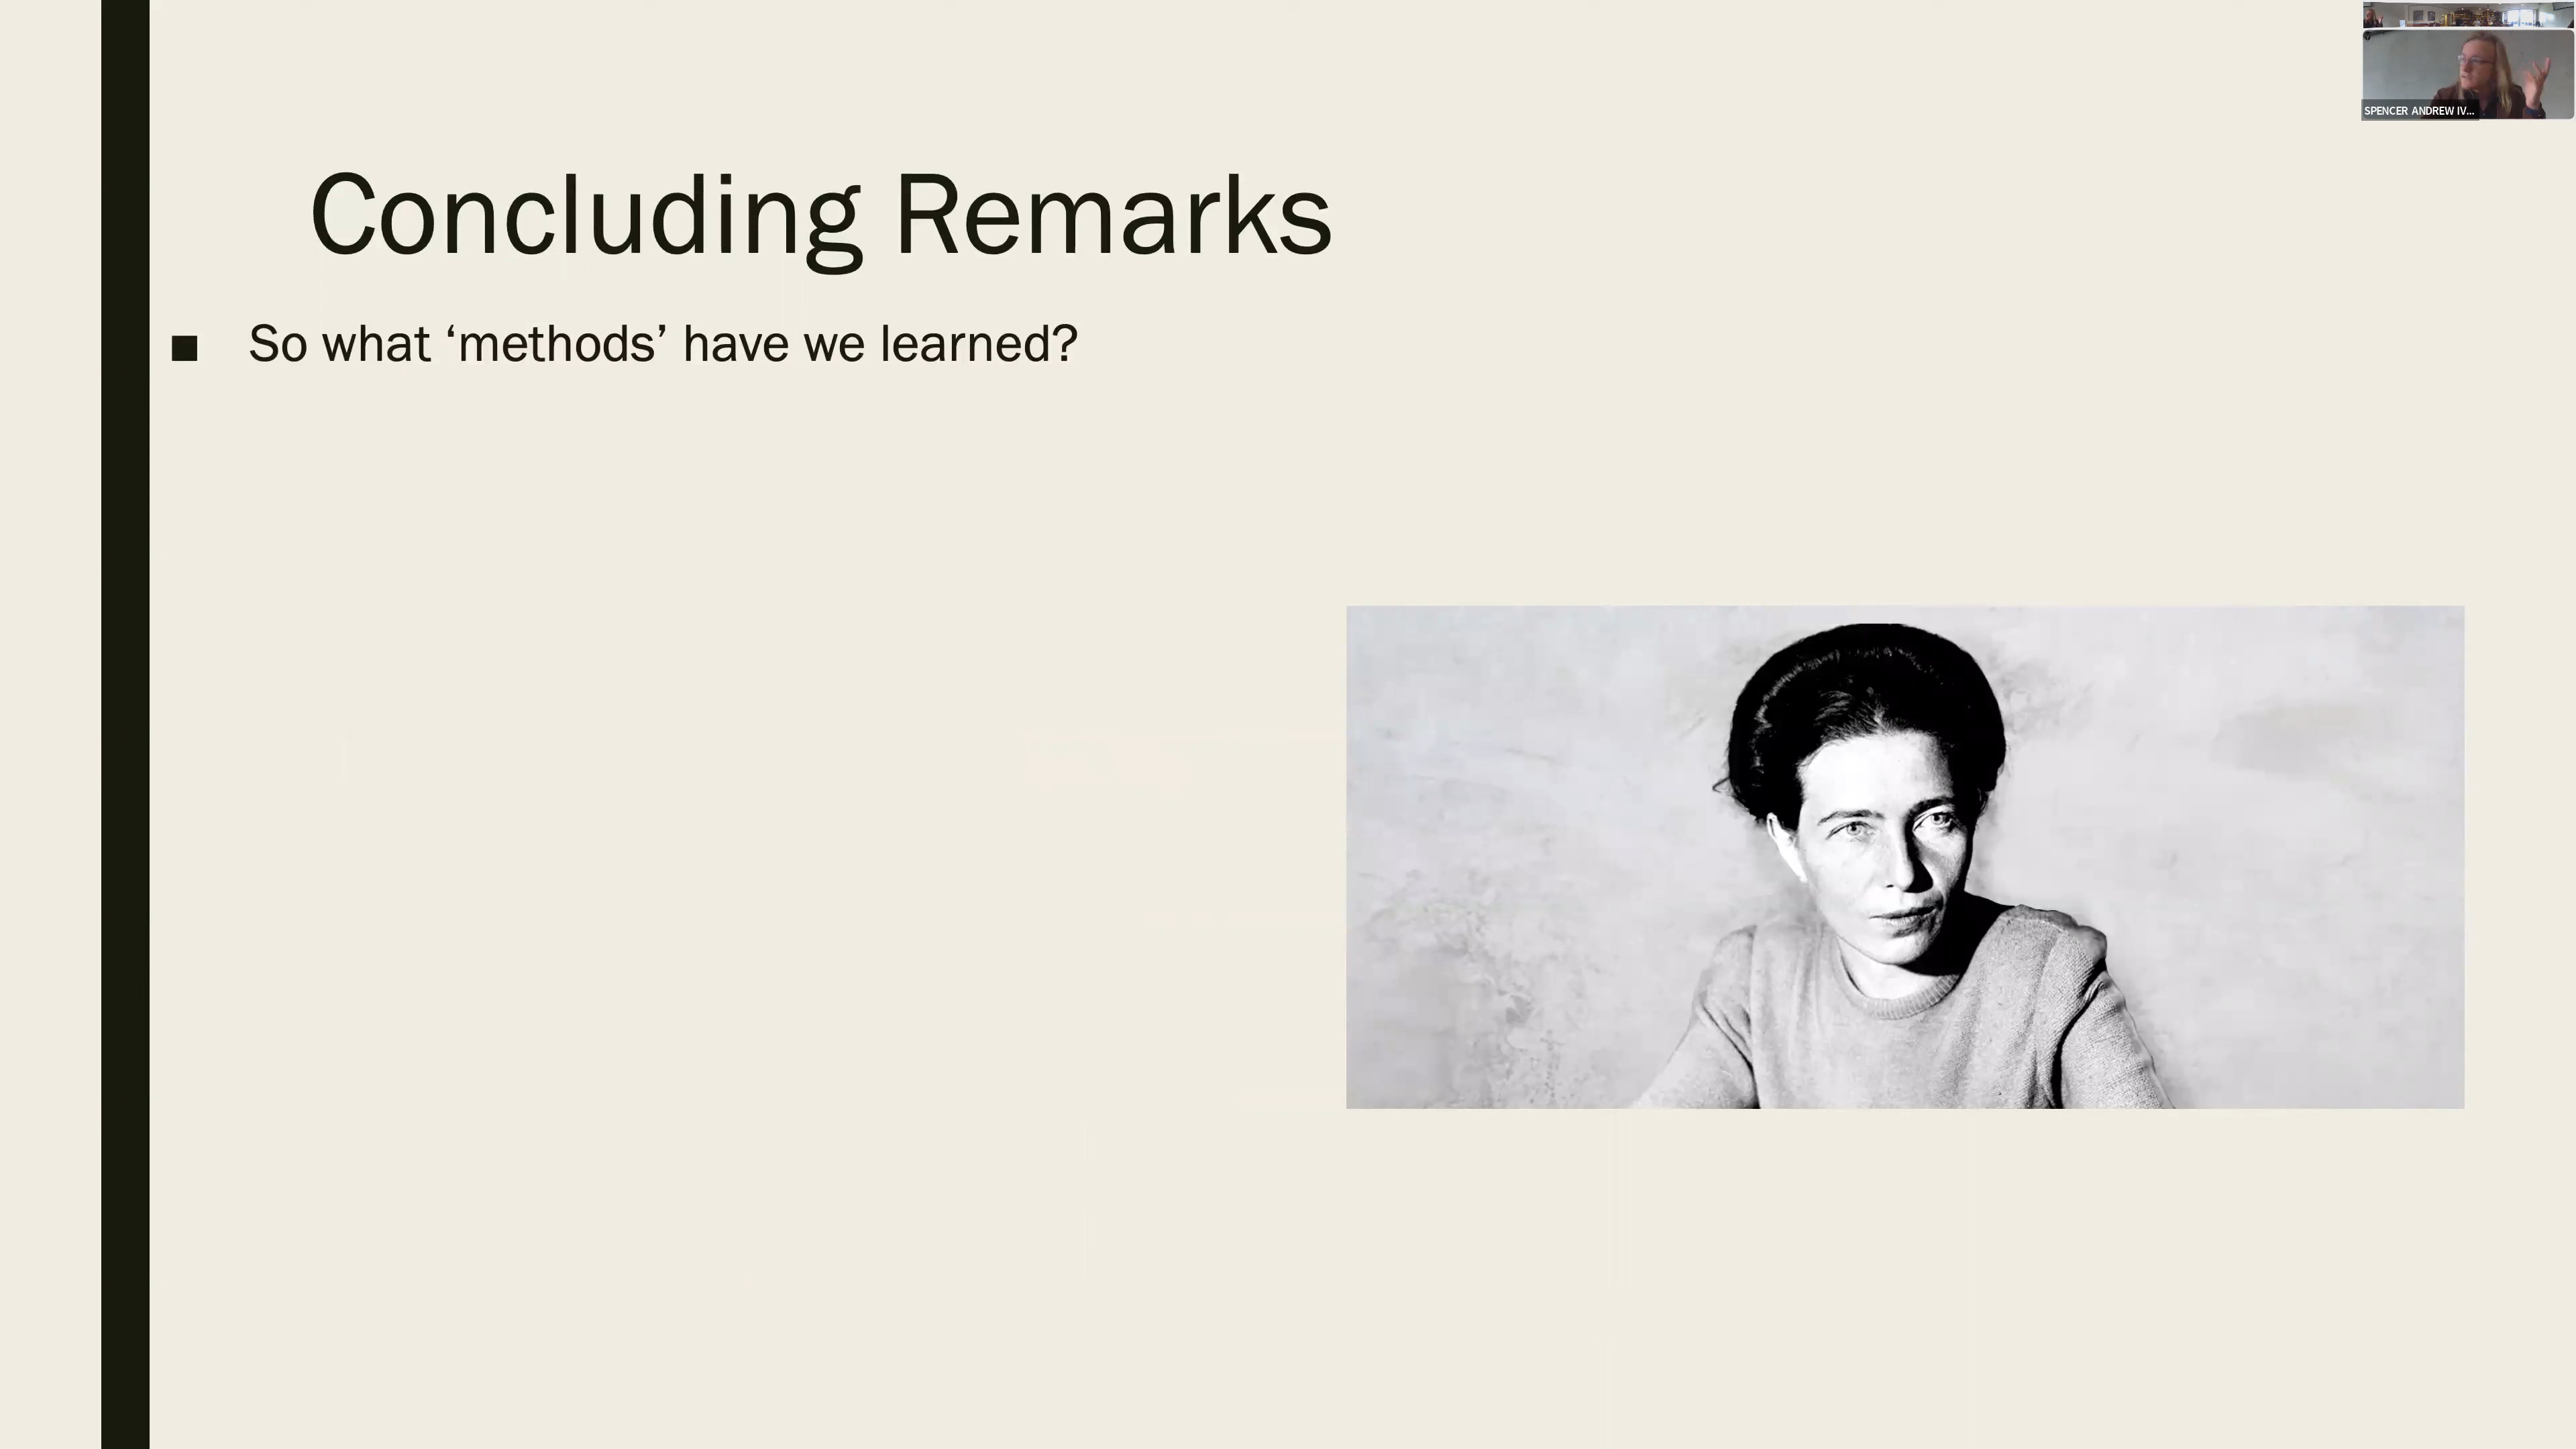 Concluding Remarks
■ So what ‘methods’ have we learned?
SPENCER ANDREW IV...